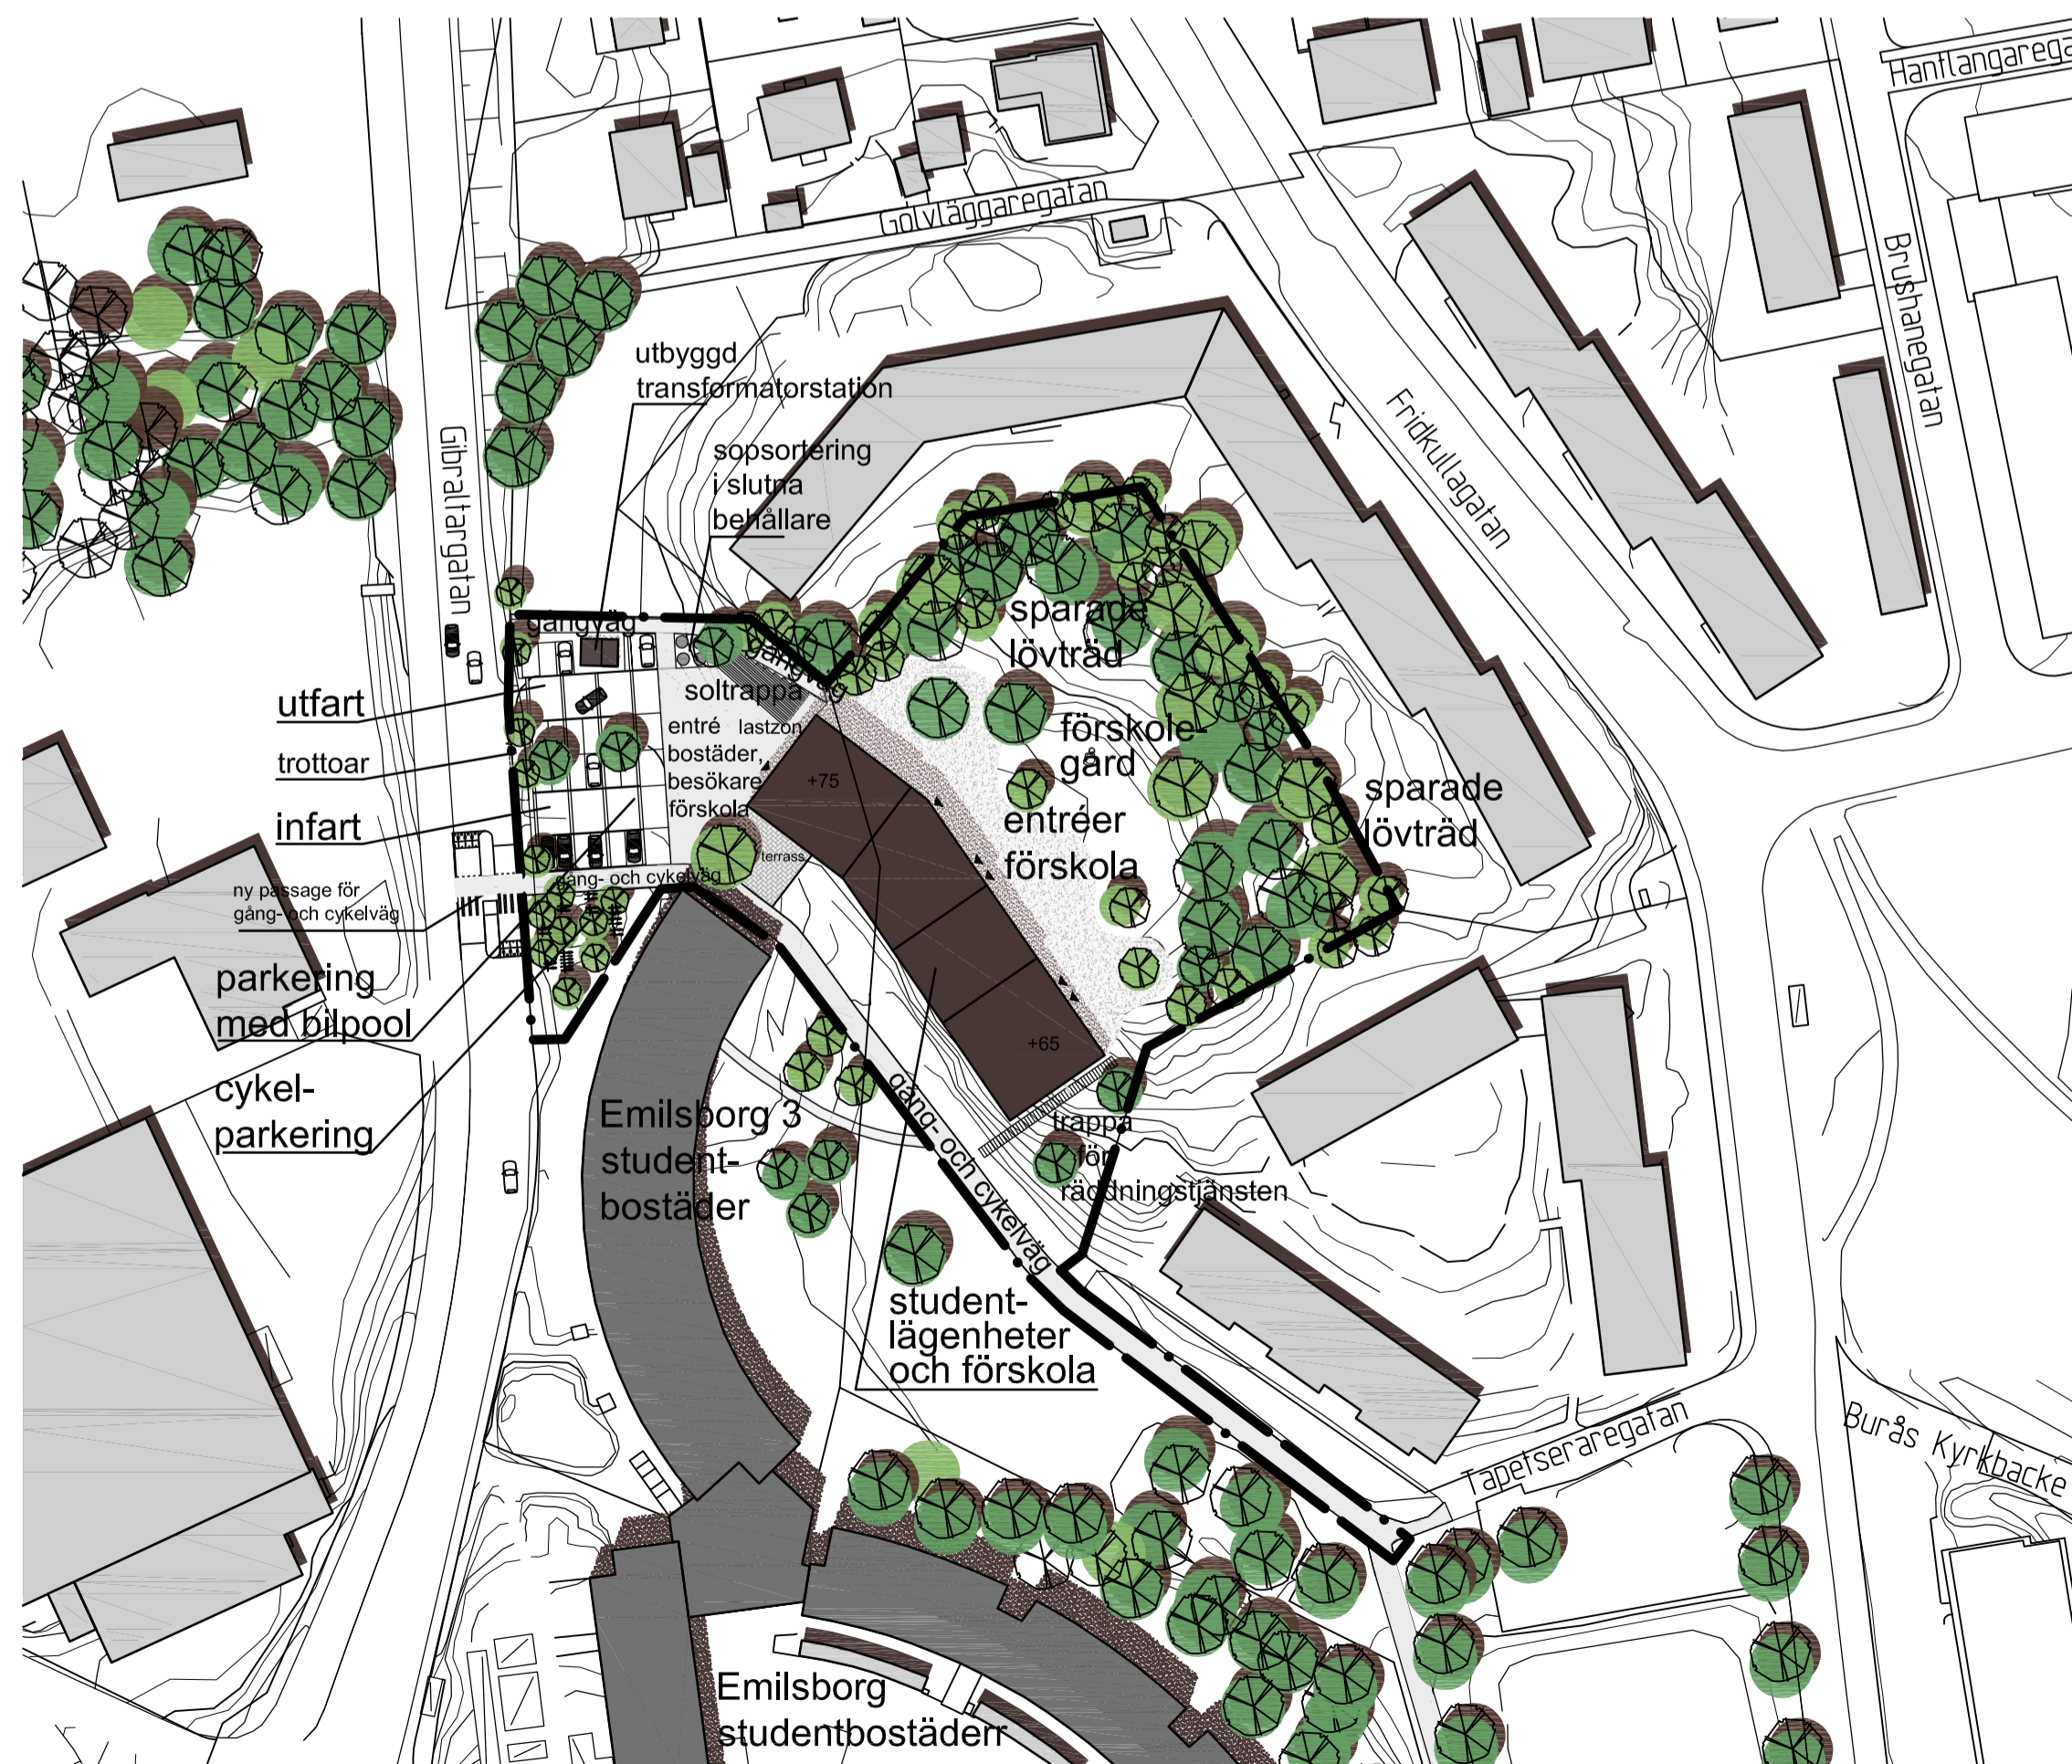 Hantlangarega
Golvläggaregatan
Brushanegatan
utbyggd
transformatorstation
Fridkullagatan
Gibraltargatan
sopsortering
i slutna
behållare
gångväg
sparade
lövträd
gångväg
soltrappa
utfart
entré lastzon
bostäder,
besökare
förskola
förskole-
gård
trottoar
+75
sparade
lövträd
infart
entréer
förskola
terrass
gång- och cykelväg
ny passage för
gång- och cykelväg
parkering
med bilpool
+65
cykel-
parkering
Emilsborg 3
student-
bostäder
gång- och cykelväg
trappa
för
räddningstjänsten
student-
lägenheter
och förskola
Tapetseraregatan
Burås Kyrkbacke
Emilsborg
studentbostäderr